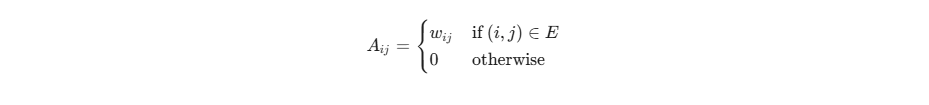 A_{ij} = \begin{cases} w_{ij} & \text{if } (i, j) \in E \\ 0 & \text{otherwise} \end{cases}